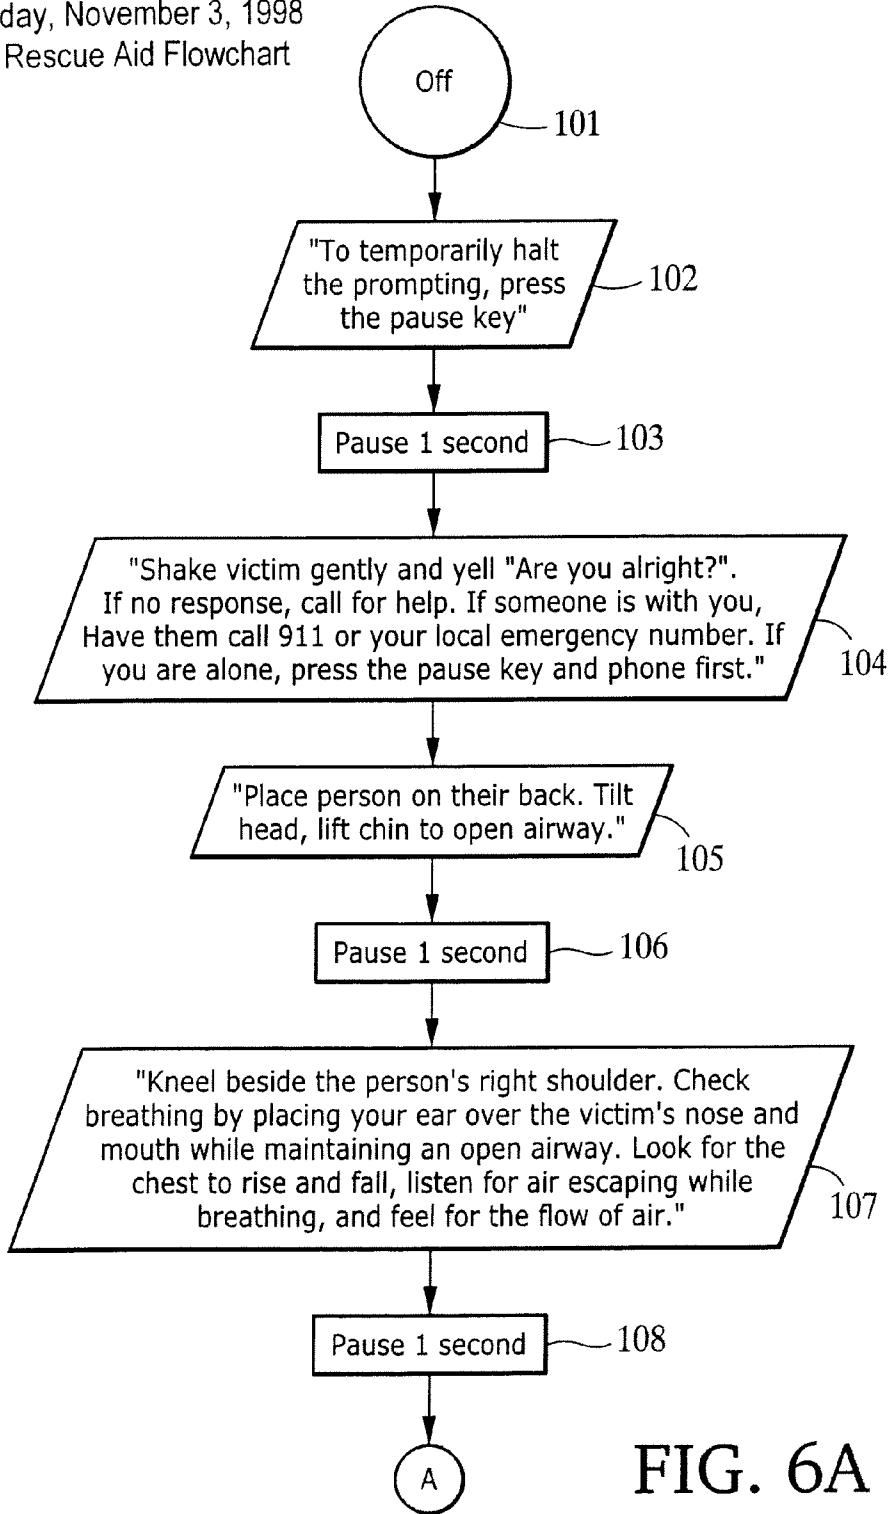 day, November 3, 1998
Rescue Aid Flowchart
Off
101
"To temporarily halt
the prompting, press
the pause key"
102
Pause 1 second
103
"Shake victim gently and yell "Are you alright?".
If no response, call for help. If someone is with you,
Have them call 911 or your local emergency number. If
you are alone, press the pause key and phone first."
104
"Place person on their back. Tilt
head, lift chin to open airway."
105
Pause 1 second
106
"Kneel beside the person's right shoulder. Check
breathing by placing your ear over the victim's nose and
mouth while maintaining an open airway. Look for the
chest to rise and fall, listen for air escaping while
breathing, and feel for the flow of air."
107
Pause 1 second
108
A
FIG. 6A